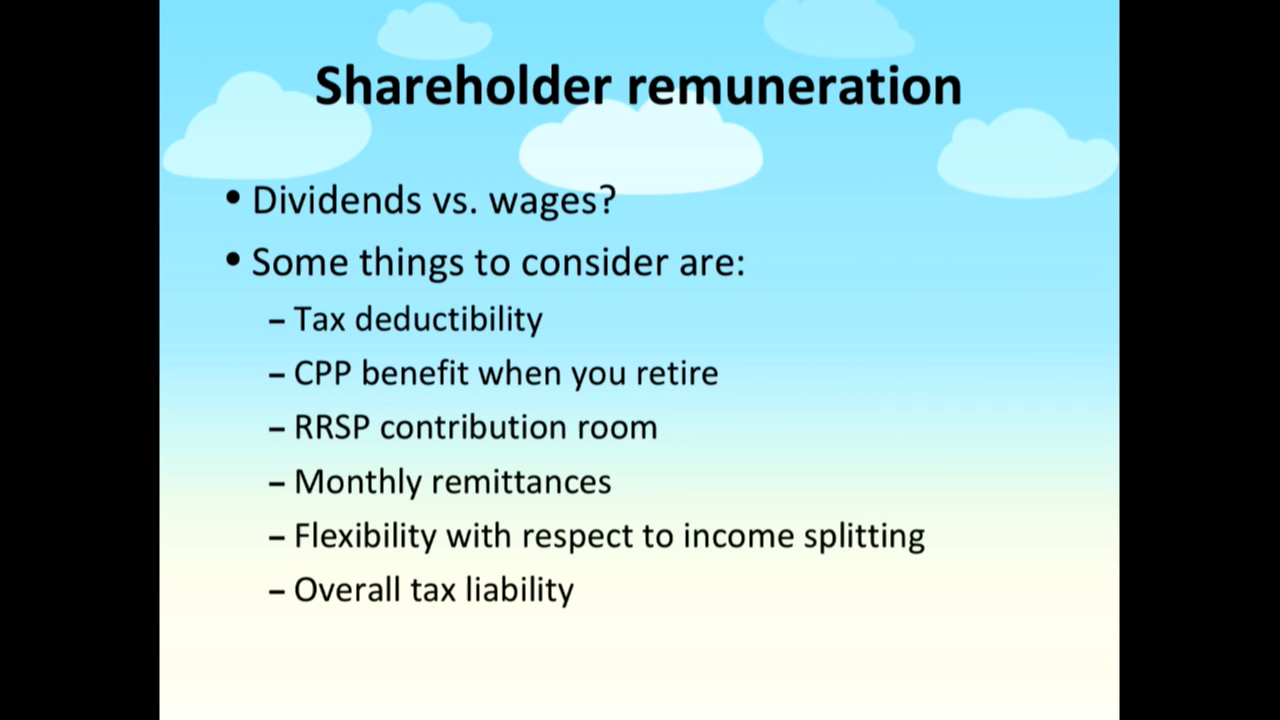 Shareholder remuneration
• Dividends vs. wages?
• Some things to consider are:
– Tax deductibility
– CPP benefit when you retire
– RRSP contribution room
– Monthly remittances
– Flexibility with respect to income splitting
– Overall tax liability